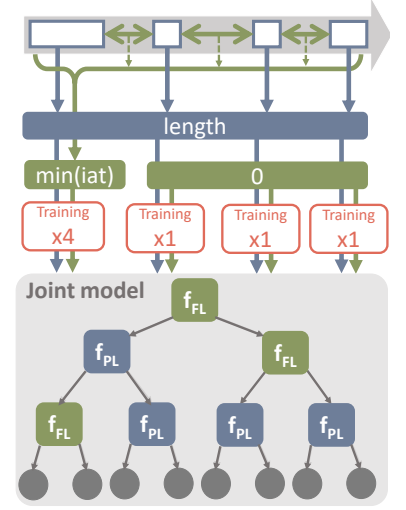 length
min(iat) 0
Training Training Training Training
x4 x1 x1 x1
Joint model
fFL
fPL fFL
fFL fPL fPL fPL